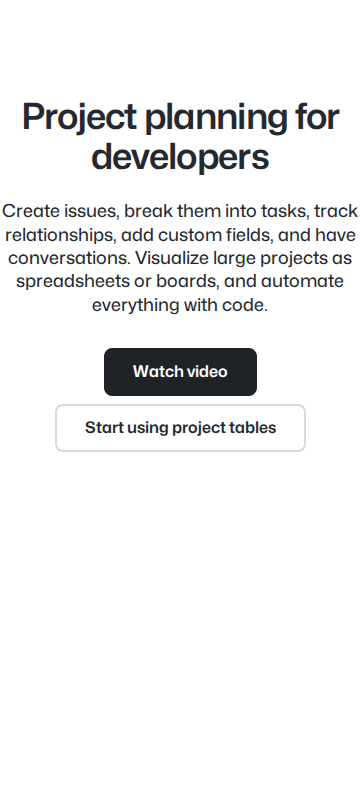 Project planning for
developers
Create issues, break them into tasks, track
relationships, add custom fields, and have
conversations. Visualize large projects as
spreadsheets or boards, and automate
everything with code.
Watch video
Start using project tables